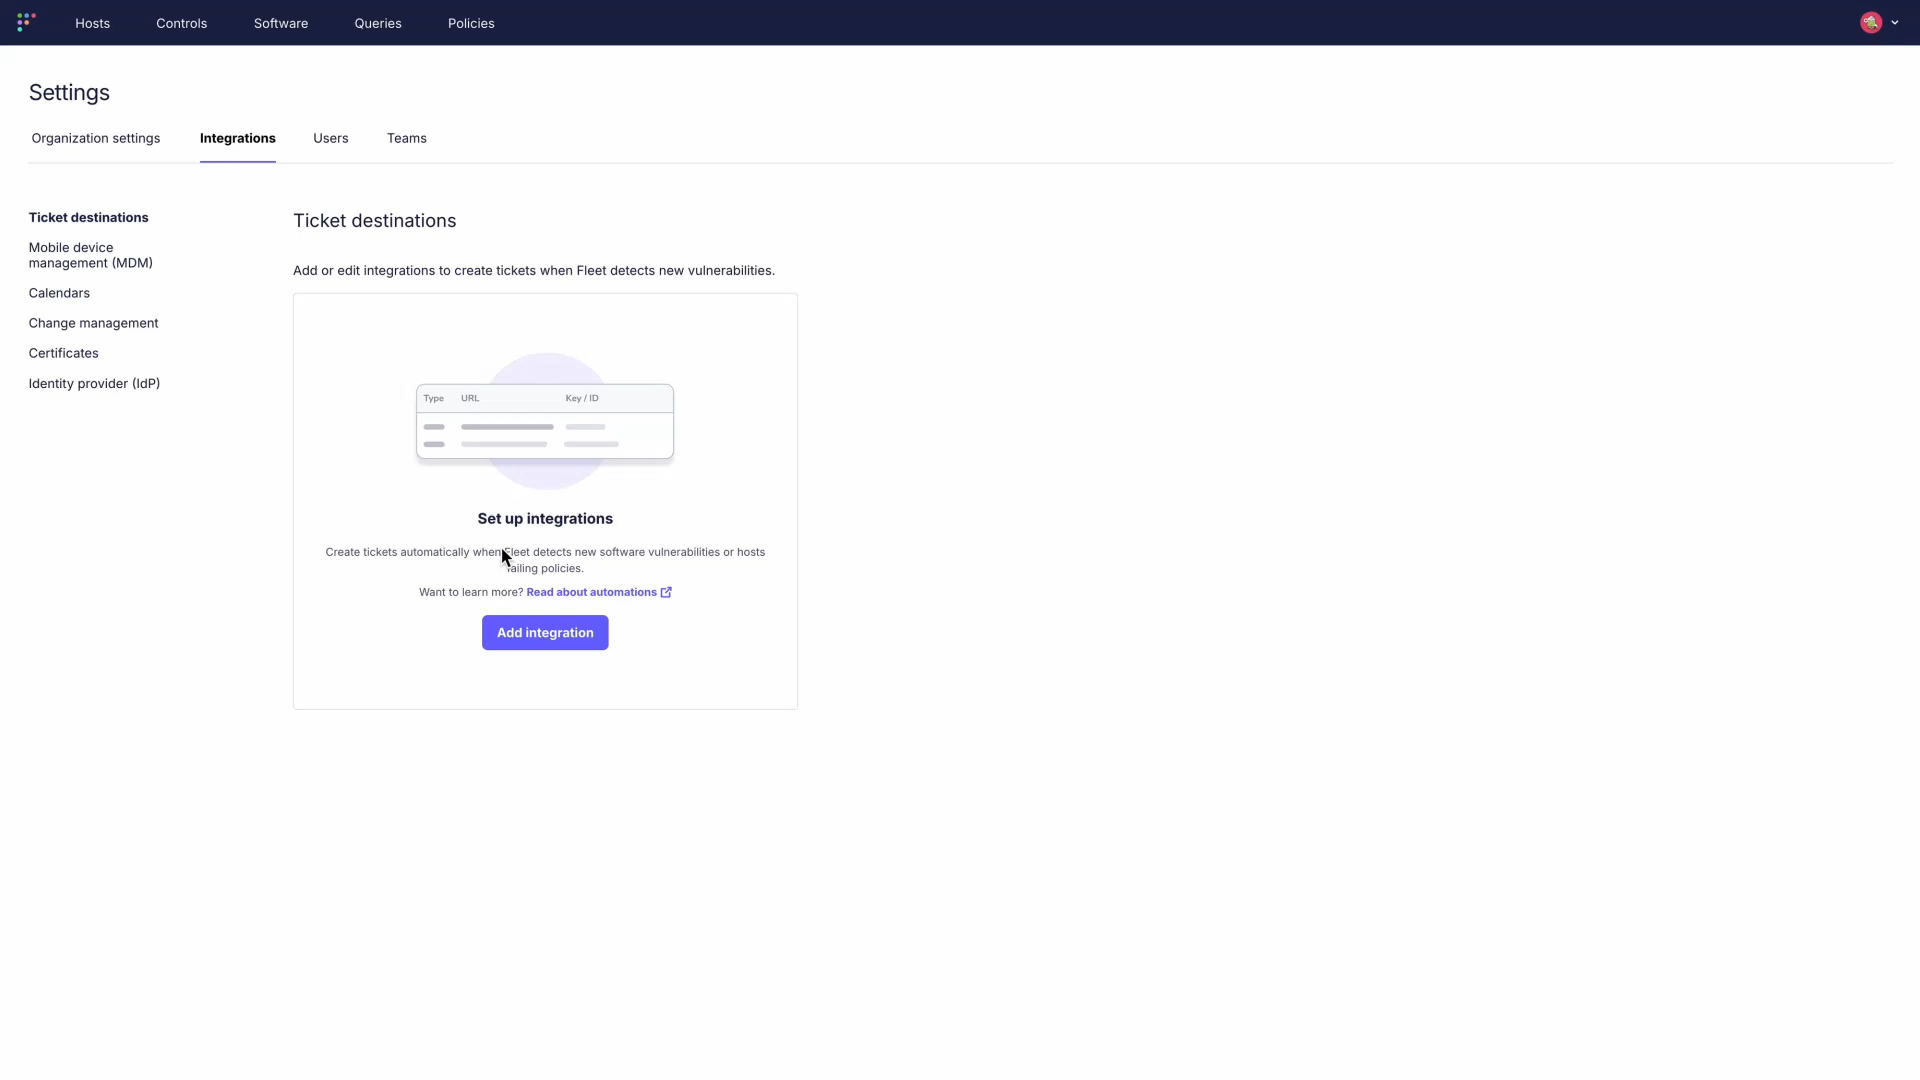 Hosts Controls Software Queries Policies
Settings
Organization settings Integrations Users Teams
Ticket destinations
Mobile device
management (MDM)
Calendars
Change management
Certificates
Identity provider (IdP)
Ticket destinations
Add or edit integrations to create tickets when Fleet detects new vulnerabilities.
Type URL Key / ID
Set up integrations
Create tickets automatically when Fleet detects new software vulnerabilities or hosts
failing policies.
Want to learn more? Read about automations
Add integration